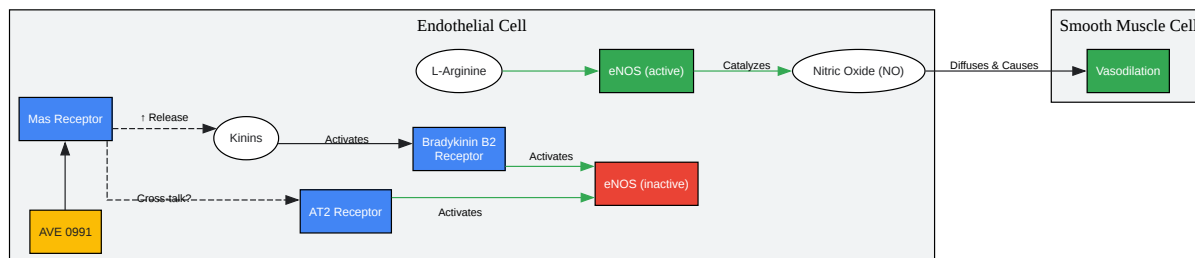 Endothelial Cell
Smooth Muscle Cell
L-Arginine
eNOS (active)
Catalyzes
Nitric Oxide (NO)
Diffuses & Causes
Vasodilation
Mas Receptor
↑ Release
Kinins
Activates
Bradykinin B2
Receptor
Activates
eNOS (inactive)
Cross-talk?
AT2 Receptor
Activates
AVE 0991